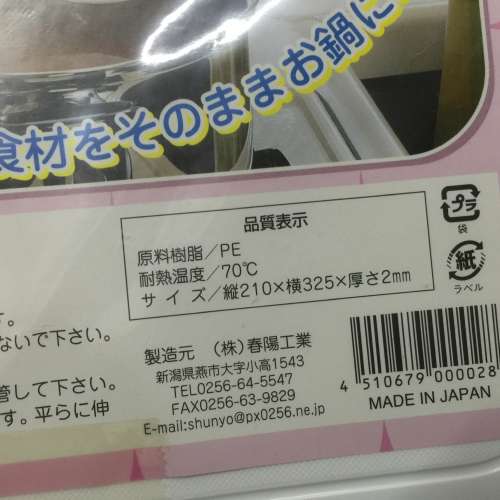 食材をそのままお鍋に
品質表示
原料樹脂／PE
耐熱温度／70℃
サイズ／縦210×横325×厚さ2mm
プラ
袋
紙
ラベル
す。
ないで下さい。
管して下さい。
す。平らに伸
製造元 （株）春陽工業
新潟県燕市大字小高1543
TEL0256-64-5547
FAX0256-63-9829
E-mail:shunyo@px0256.ne.jp
4 510679 000028
MADE IN JAPAN